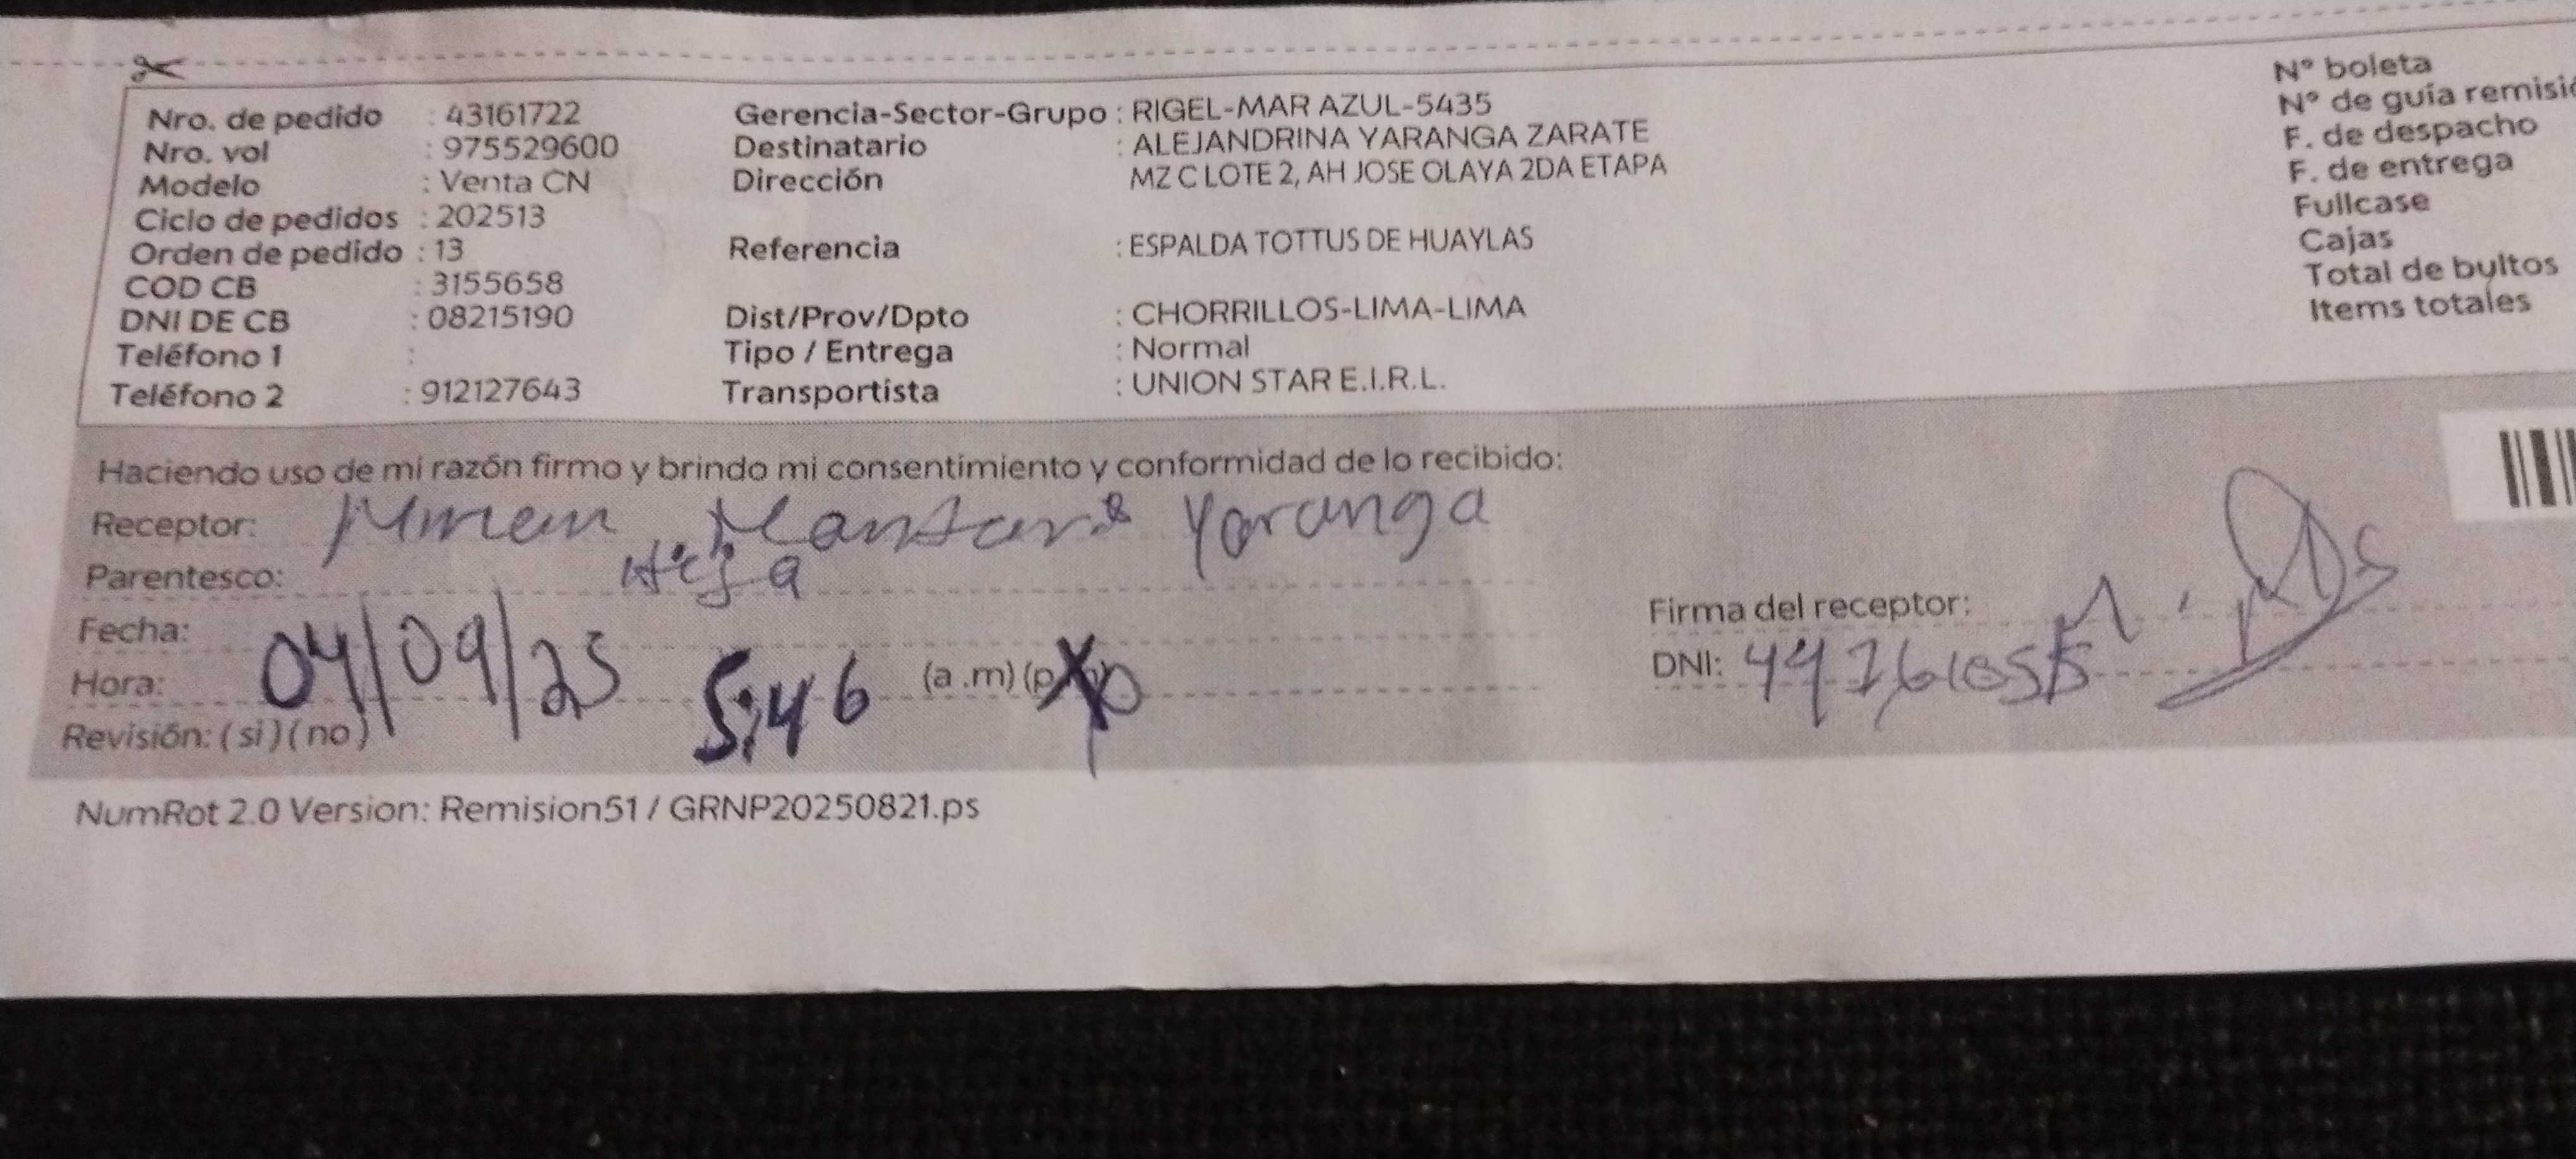 Nro. de pedido : 43161722 Gerencia-Sector-Grupo : RIGEL-MAR AZUL-5435 N° boleta
Nro. vol : 975529600 Destinatario : ALEJANDRINA YARANGA ZARATE N° de guía remisió
Modelo : Venta CN Dirección MZ C LOTE 2, AH JOSE OLAYA 2DA ETAPA F. de despacho
Ciclo de pedidos : 202513 F. de entrega
Orden de pedido : 13 Referencia : ESPALDA TOTTUS DE HUAYLAS Fullcase
COD CB : 3155658 Cajas
DNI DE CB : 08215190 Dist/Prov/Dpto : CHORRILLOS-LIMA-LIMA Total de bultos
Teléfono 1 : Tipo / Entrega : Normal Items totales
Teléfono 2 : 912127643 Transportista : UNION STAR E.I.R.L.
Haciendo uso de mi razón firmo y brindo mi consentimiento y conformidad de lo recibido:
Receptor: Yaranga
Parentesco: Hija
Fecha: 04/09/25 Firma del receptor:
Hora: 5:46 (a .m) (p DNI:
Revisión: ( si ) ( no )
NumRot 2.0 Version: Remision51 / GRNP20250821.ps